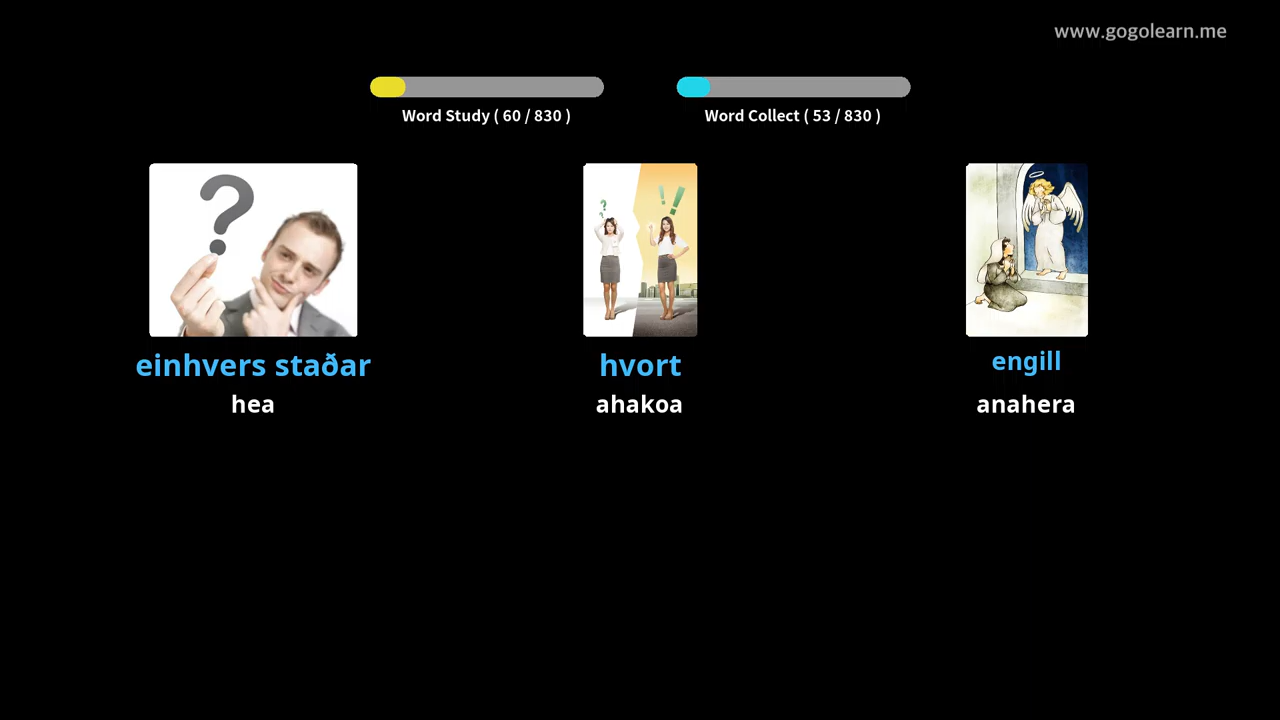 www.gogolearn.me
Word Study ( 60 / 830 )
Word Collect ( 53 / 830 )
einhvers staðar
hea
hvort
ahakoa
engill
anahera